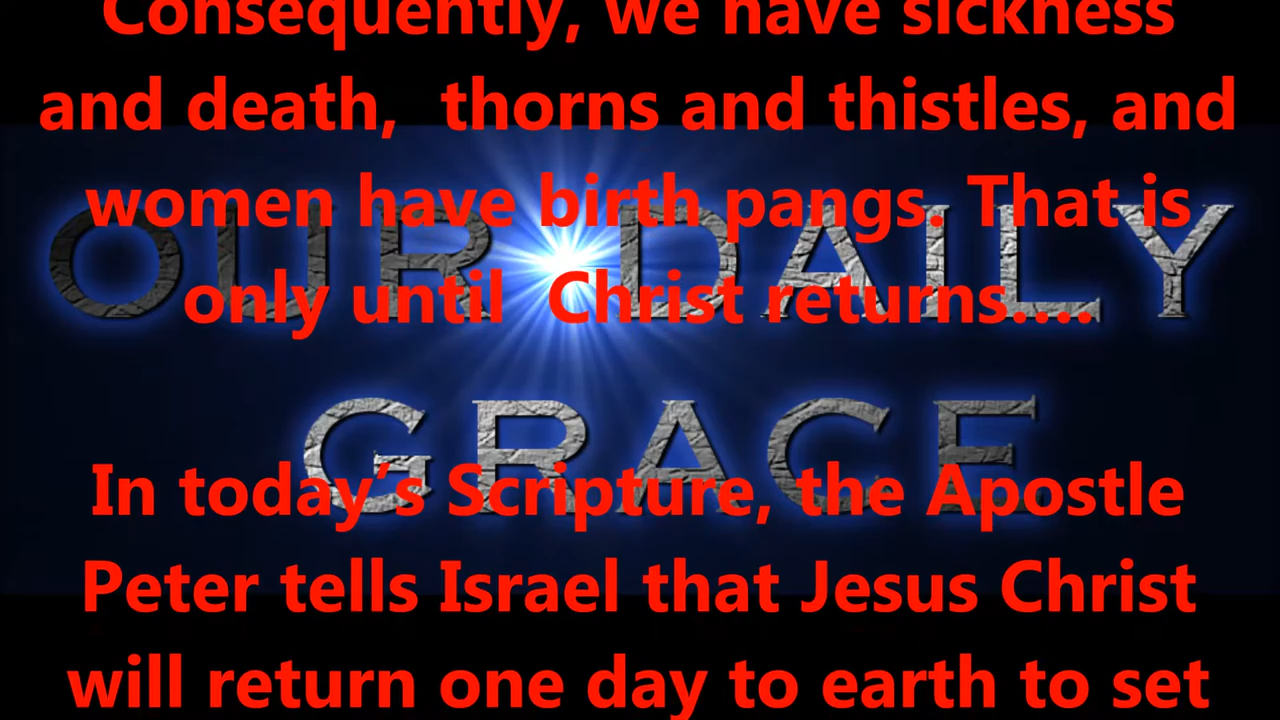 Consequently, we have sickness
and death,  thorns and thistles, and
women have birth pangs. That is
OUR DAILY
only until  Christ returns....
GRACE
In today’s Scripture, the Apostle
Peter tells Israel that Jesus Christ
will return one day to earth to set